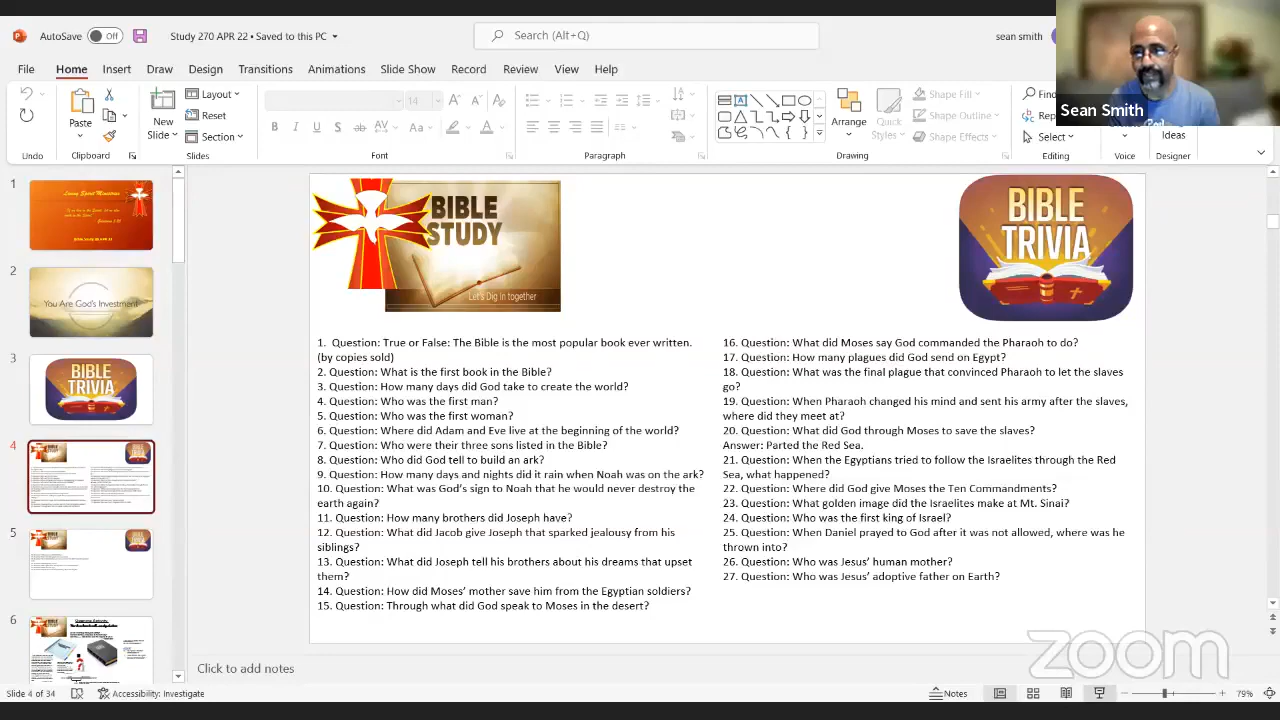 AutoSave Off Study 270 APR 22 • Saved to this PC Search (Alt+Q) sean smith
File Home Insert Draw Design Transitions Animations Slide Show Record Review View Help
Sean Smith
Paste New Slide Layout Reset Section 14 Arrange Quick Styles Shape Fill Shape Outline Shape Effects Select Ideas
Undo Clipboard Slides Font Paragraph Drawing Editing Voice Designer
1
Living Spirit Ministries
2
You Are God's Investment
3
BIBLE TRIVIA
4
5
6
BIBLE
STUDY
Let's Dig In together
BIBLE
TRIVIA
1. Question: True or False: The Bible is the most popular book ever written.
(by copies sold)
2. Question: What is the first book in the Bible?
3. Question: How many days did God take to create the world?
4. Question: Who was the first man?
5. Question: Who was the first woman?
6. Question: Where did Adam and Eve live at the beginning of the world?
7. Question: Who were their three sons listed in the Bible?
8. Question: Who did God tell to build an ark?
9. Question: How many days and nights did it rain when Noah was on the ark?
10. Question: What was God's sign to Noah that he would never destroy the
earth again?
11. Question: How many brothers did Joseph have?
12. Question: What did Jacob give Joseph that sparked jealousy from his
siblings?
13. Question: What did Joseph tell his brothers about his dreams that upset
them?
14. Question: How did Moses' mother save him from the Egyptian soldiers?
15. Question: Through what did God speak to Moses in the desert?
16. Question: What did Moses say God commanded the Pharaoh to do?
17. Question: How many plagues did God send on Egypt?
18. Question: What was the final plague that convinced Pharaoh to let the slaves
go?
19. Question: When Pharaoh changed his mind and sent his army after the slaves,
where did they meet at?
20. Question: What did God through Moses to save the slaves?
Answer: Parted the Red Sea.
21. Question: When the Egyptians tried to follow the Israelites through the Red
Sea, what happened?
22. Question: Where did God give Moses the Ten Commandments?
23. Question: What golden image did the Israelites make at Mt. Sinai?
24. Question: Who was the first king of Israel?
25. Question: When Daniel prayed to God after it was not allowed, where was he
thrown into?
26. Question: Who was Jesus' human mother?
27. Question: Who was Jesus' adoptive father on Earth?
zoom
to add notes
Slide 4 of 34 Accessibility: Investigate Notes 79%